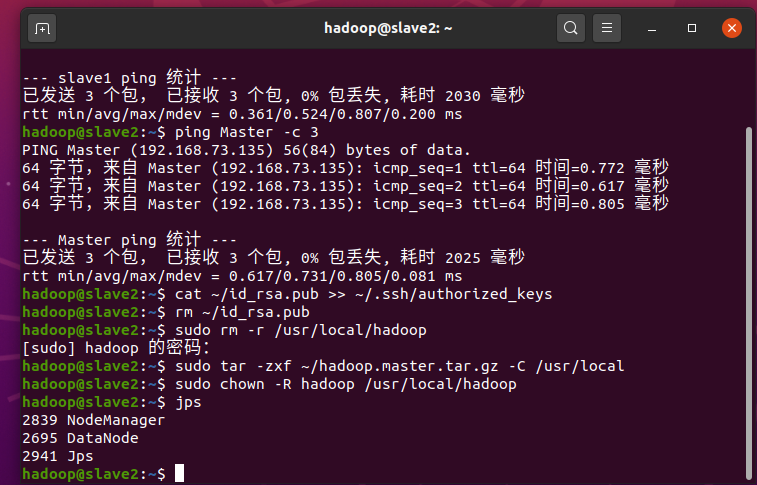 hadoop@slave2: ~
--- slave1 ping 统计 ---
已发送 3 个包， 已接收 3 个包, 0% 包丢失, 耗时 2030 毫秒
rtt min/avg/max/mdev = 0.361/0.524/0.807/0.200 ms
hadoop@slave2:~$ ping Master -c 3
PING Master (192.168.73.135) 56(84) bytes of data.
64 字节，来自 Master (192.168.73.135): icmp_seq=1 ttl=64 时间=0.772 毫秒
64 字节，来自 Master (192.168.73.135): icmp_seq=2 ttl=64 时间=0.617 毫秒
64 字节，来自 Master (192.168.73.135): icmp_seq=3 ttl=64 时间=0.805 毫秒
--- Master ping 统计 ---
已发送 3 个包， 已接收 3 个包, 0% 包丢失, 耗时 2025 毫秒
rtt min/avg/max/mdev = 0.617/0.731/0.805/0.081 ms
hadoop@slave2:~$ cat ~/id_rsa.pub >> ~/.ssh/authorized_keys
hadoop@slave2:~$ rm ~/id_rsa.pub
hadoop@slave2:~$ sudo rm -r /usr/local/hadoop
[sudo] hadoop 的密码：
hadoop@slave2:~$ sudo tar -zxf ~/hadoop.master.tar.gz -C /usr/local
hadoop@slave2:~$ sudo chown -R hadoop /usr/local/hadoop
hadoop@slave2:~$ jps
2839 NodeManager
2695 DataNode
2941 Jps
hadoop@slave2:~$